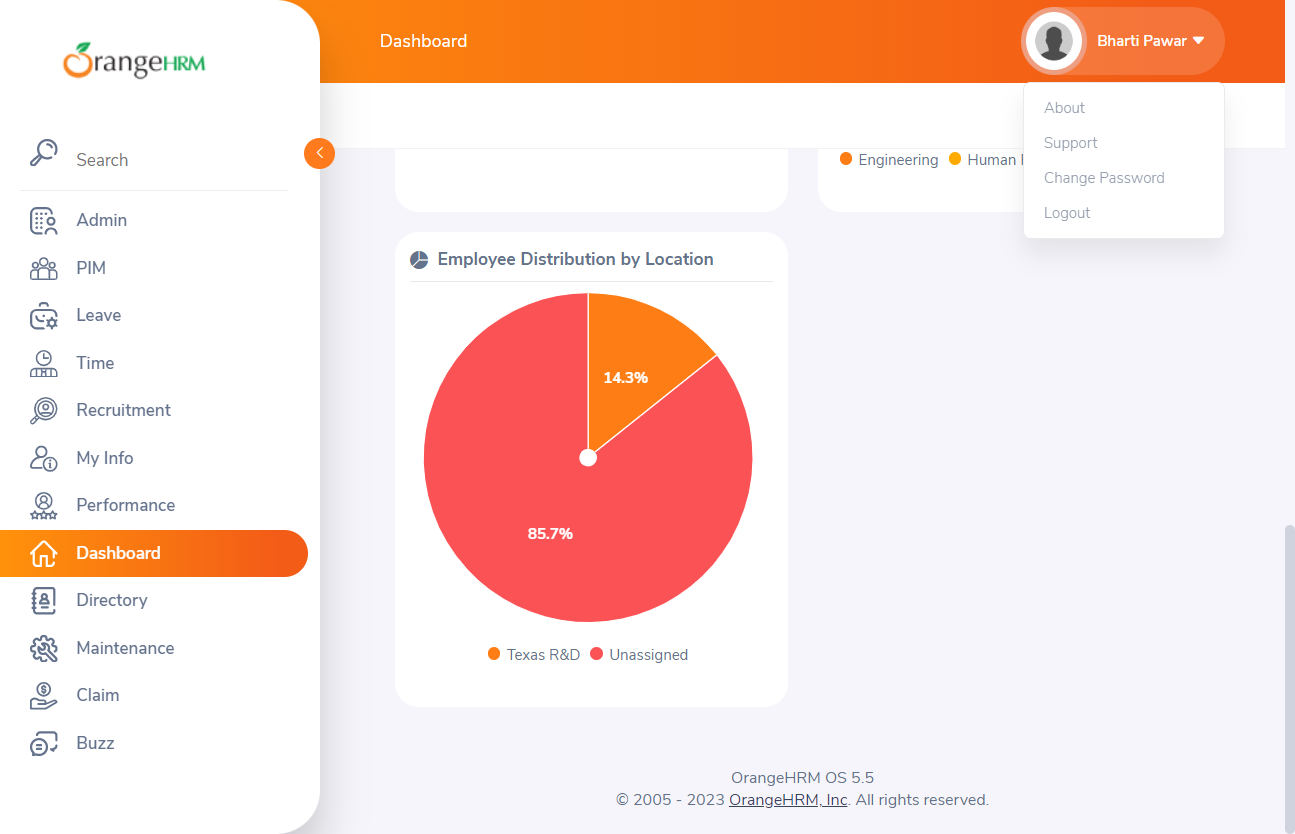 OrangeHRM
Search
Admin
PIM
Leave
Time
Recruitment
My Info
Performance
Dashboard
Directory
Maintenance
Claim
Buzz
Dashboard
Bharti Pawar
About
Support
Change Password
Logout
Engineering Human
Employee Distribution by Location
14.3%
85.7%
Texas R&D Unassigned
OrangeHRM OS 5.5
© 2005 - 2023 OrangeHRM, Inc. All rights reserved.